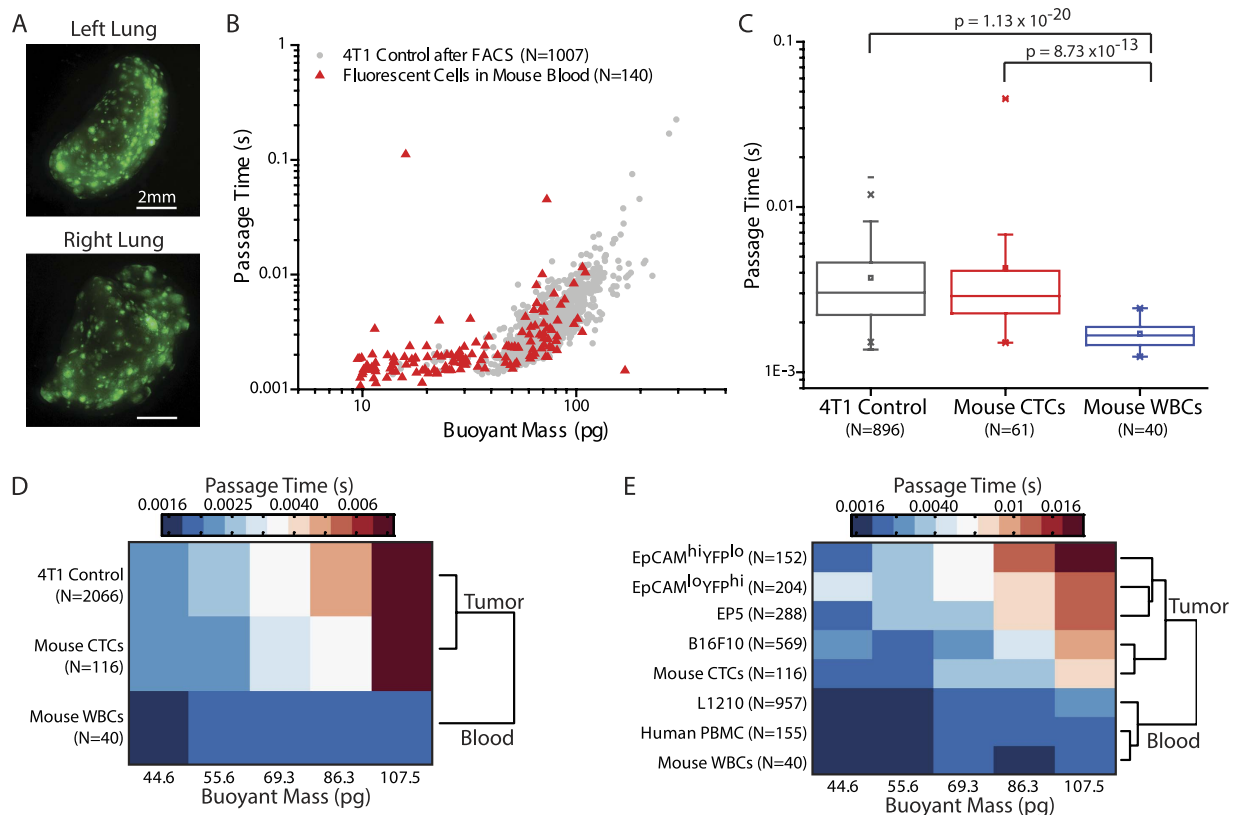 A
Left Lung
2mm
Right Lung
B
4T1 Control after FACS (N=1007)
Fluorescent Cells in Mouse Blood (N=140)
1
0.1
0.01
0.001
Passage Time (s)
10
100
Buoyant Mass (pg)
C
p = 1.13 x 10-20
p = 8.73 x10-13
0.1
0.01
1E-3
Passage Time (s)
4T1 Control
(N=896)
Mouse CTCs
(N=61)
Mouse WBCs
(N=40)
D
Passage Time (s)
0.0016 0.0025 0.0040 0.006
4T1 Control
(N=2066)
Mouse CTCs
(N=116)
Mouse WBCs
(N=40)
Tumor
Blood
44.6 55.6 69.3 86.3 107.5
Buoyant Mass (pg)
E
Passage Time (s)
0.0016 0.0040 0.01 0.016
EpCAMhiYFPlo (N=152)
EpCAMloYFPhi (N=204)
EP5 (N=288)
B16F10 (N=569)
Mouse CTCs (N=116)
L1210 (N=957)
Human PBMC (N=155)
Mouse WBCs (N=40)
Tumor
Blood
44.6 55.6 69.3 86.3 107.5
Buoyant Mass (pg)